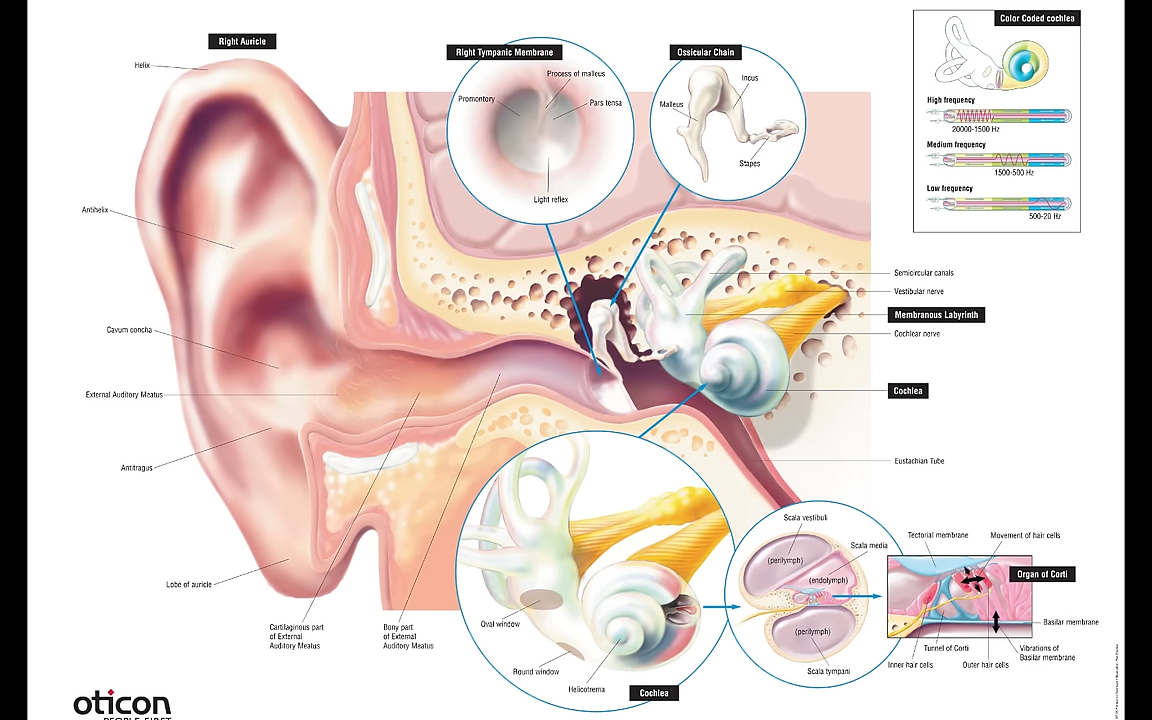 Right Auricle
Helix
Antihelix
Cavum concha
External Auditory Meatus
Antitragus
Lobe of auricle
Cartilaginous part
of External
Auditory Meatus
Bony part
of External
Auditory Meatus
Right Tympanic Membrane
Process of malleus
Promontory
Pars tensa
Light reflex
Ossicular Chain
Incus
Malleus
Stapes
Color Coded cochlea
High frequency
20000-1500 Hz
Medium frequency
1500-500 Hz
Low frequency
500-20 Hz
Semicircular canals
Vestibular nerve
Membranous Labyrinth
Cochlear nerve
Cochlea
Eustachian Tube
Oval window
Round window
Helicotrema
Cochlea
Scala vestibuli
Scala media
(perilymph)
(endolymph)
(perilymph)
Scala tympani
Tectorial membrane
Movement of hair cells
Organ of Corti
Basilar membrane
Tunnel of Corti
Vibrations of
Basilar membrane
Inner hair cells
Outer hair cells
oticon
PEOPLE FIRST